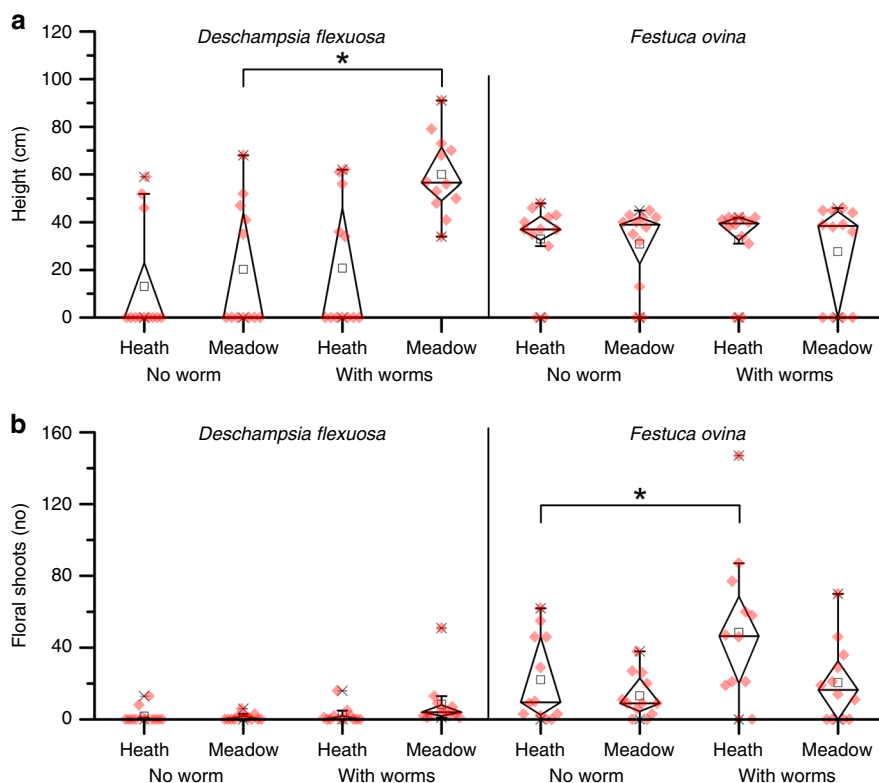 a
Deschampsia flexuosa
Festuca ovina
Height (cm)
120
100
80
60
40
20
0
*
Heath Meadow Heath Meadow Heath Meadow Heath Meadow
No worm With worms No worm With worms
b
Deschampsia flexuosa
Festuca ovina
Floral shoots (no)
160
120
80
40
0
*
Heath Meadow Heath Meadow Heath Meadow Heath Meadow
No worm With worms No worm With worms